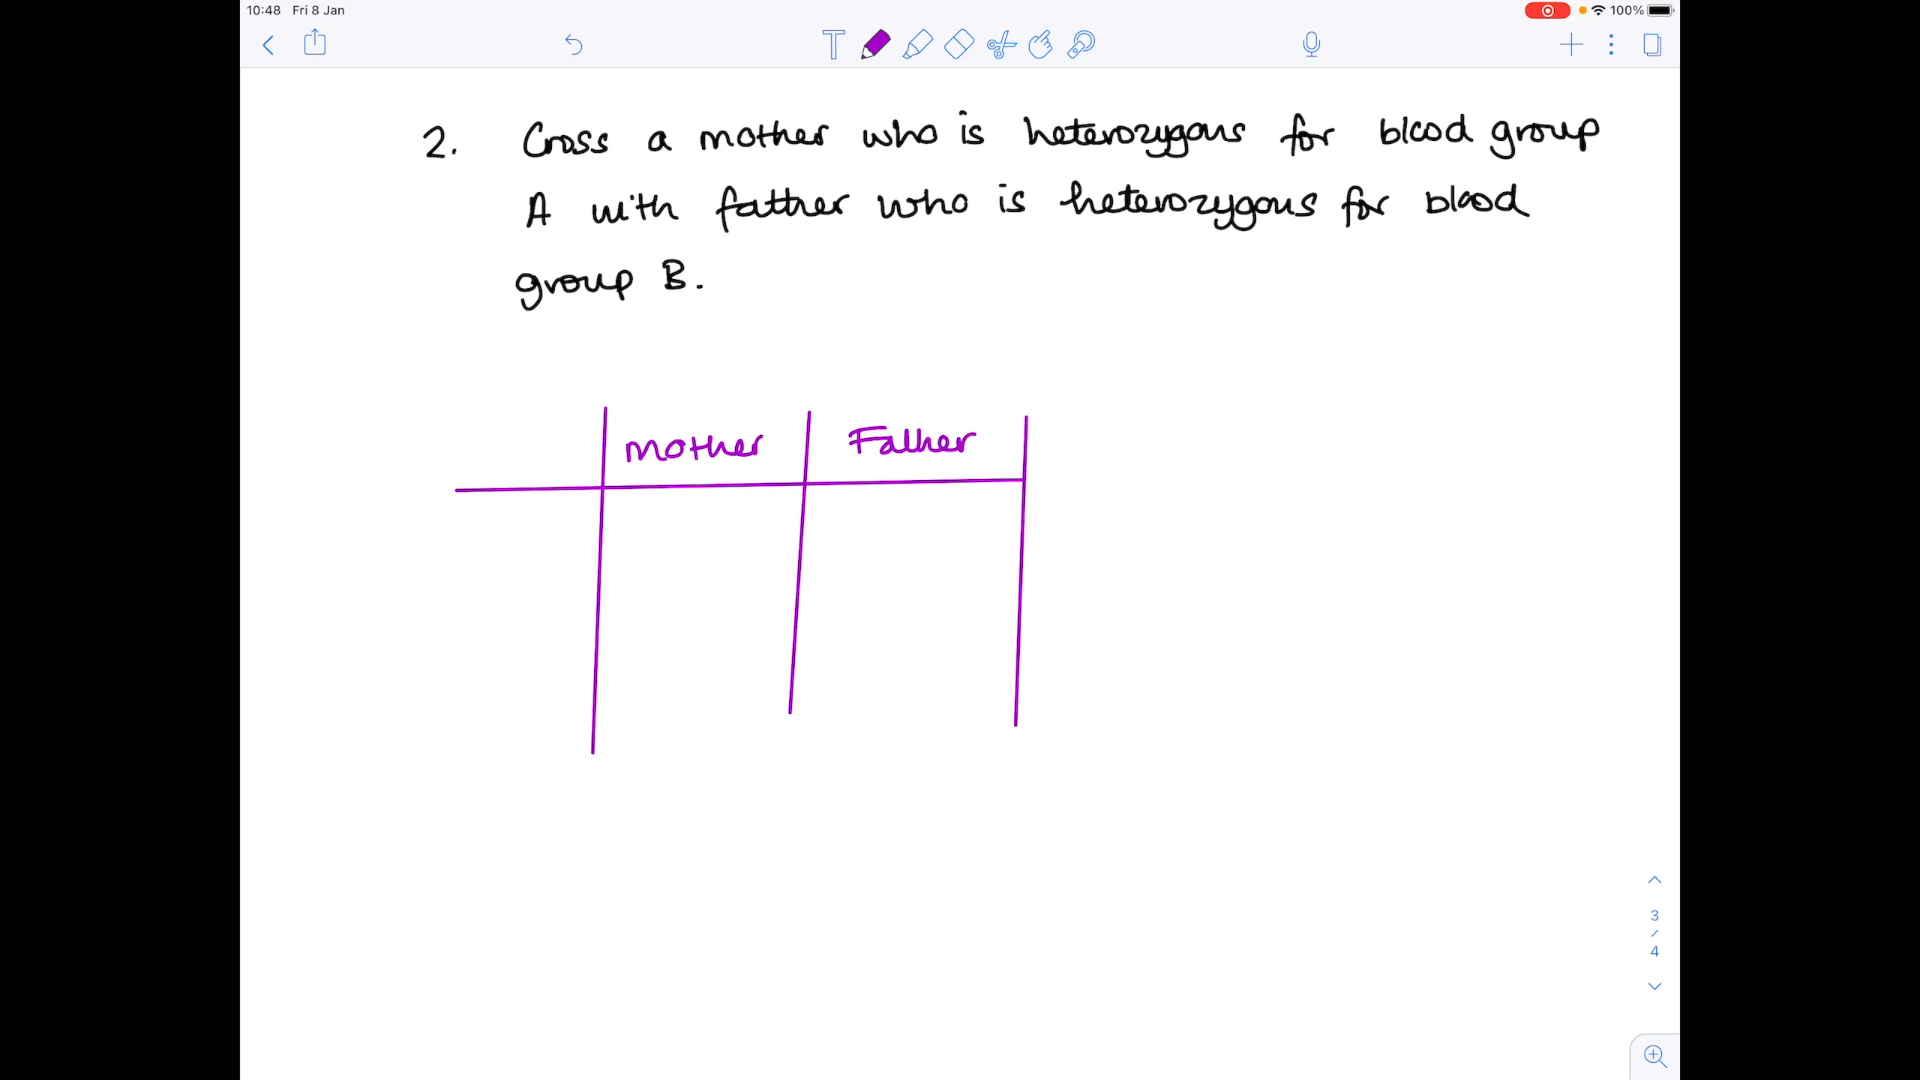 10:48 Fri 8 Jan
100%
T
2. Cross a mother who is heterozygous for blood group
A with father who is heterozygous for blood
group B.
mother Father
3
/
4